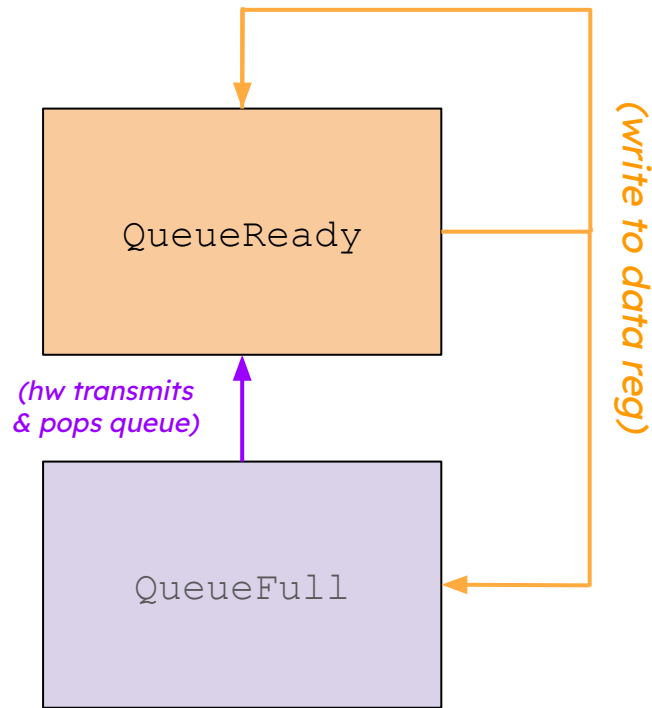 QueueReady
(write to data reg)
(hw transmits
& pops queue)
QueueFull